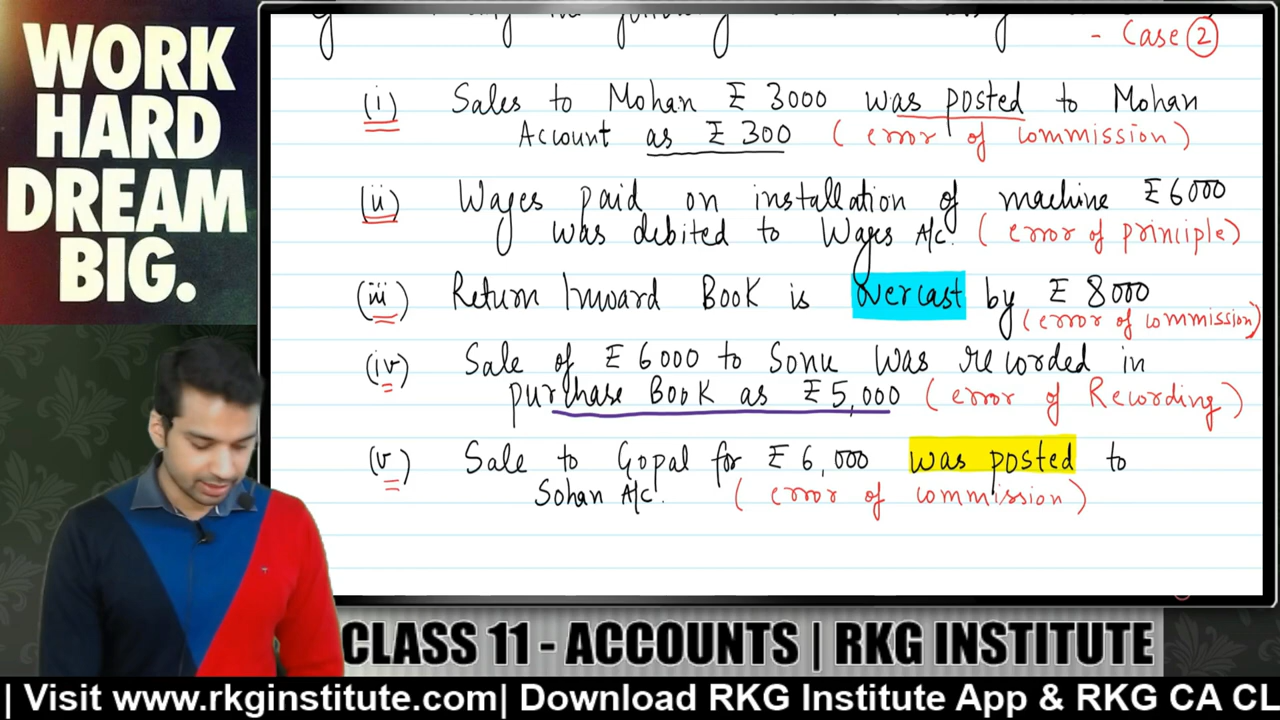 WORK
HARD
DREAM
BIG.
- Case 2
(i) Sales to Mohan ₹ 3000 was posted to Mohan
Account as ₹ 300 (error of commission)
(ii) Wages paid on installation of machine ₹ 6000
was debited to Wages A/c. (error of principle)
(iii) Return Inward Book is overcast by ₹ 8000
(error of commission)
(iv) Sale of ₹ 6000 to Sonu was recorded in
purchase Book as ₹ 5,000 (error of Recording)
(v) Sale to Gopal for ₹ 6,000 was posted to
Sohan A/c. (error of commission)
CLASS 11 - ACCOUNTS | RKG INSTITUTE
| Visit www.rkginstitute.com| Download RKG Institute App & RKG CA CL